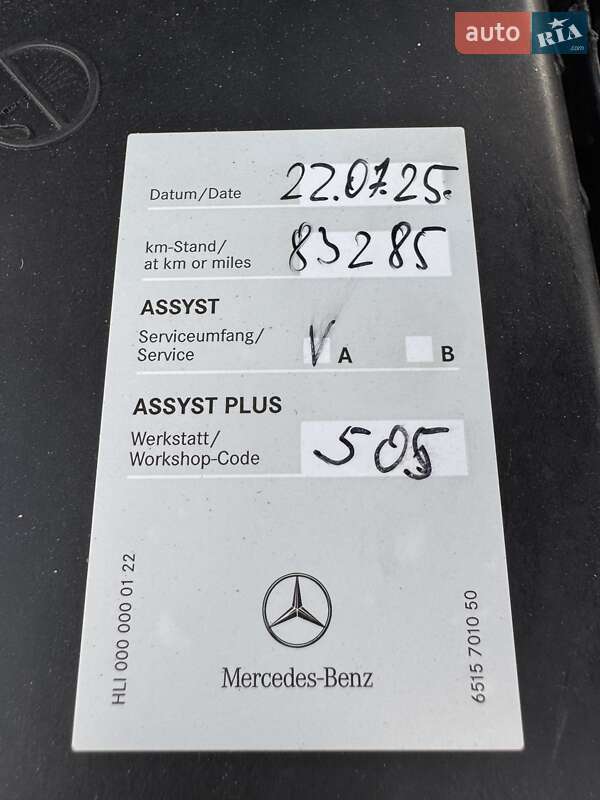 auto RIA.com
Datum/Date 22.07.25.
km-Stand/
at km or miles 83285
ASSYST
Serviceumfang/
Service V A B
ASSYST PLUS
Werkstatt/
Workshop-Code 505
HLI 000 000 01 22
6515 7010 50
Mercedes-Benz